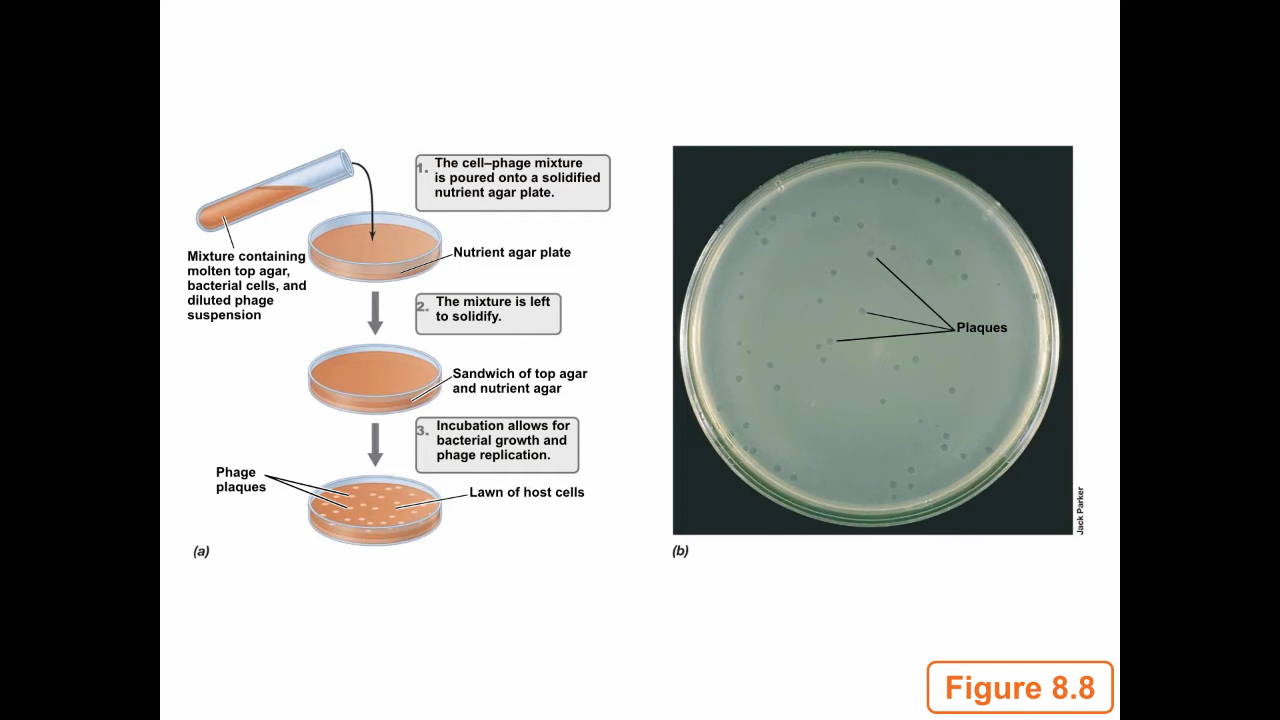 1. The cell–phage mixture
is poured onto a solidified
nutrient agar plate.
Mixture containing
molten top agar,
bacterial cells, and
diluted phage
suspension
Nutrient agar plate
2. The mixture is left
to solidify.
Sandwich of top agar
and nutrient agar
3. Incubation allows for
bacterial growth and
phage replication.
Phage
plaques
Lawn of host cells
(a)
Plaques
Jack Parker
(b)
Figure 8.8